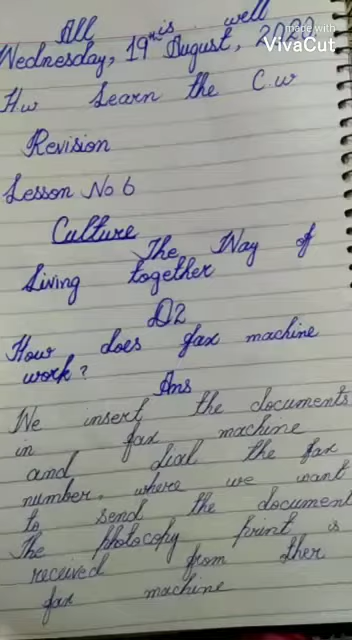 All is well
made with
VivaCut
Wednesday, 19th August, 2020
H.w Learn the C.w
Revision
Lesson No 6
Culture The Way of
Living together
Q2
How does fax machine
work?
Ans
We insert the documents
in fax machine
and dial the fax
number, where we want
to send the document
The photocopy print is
received from other
fax machine